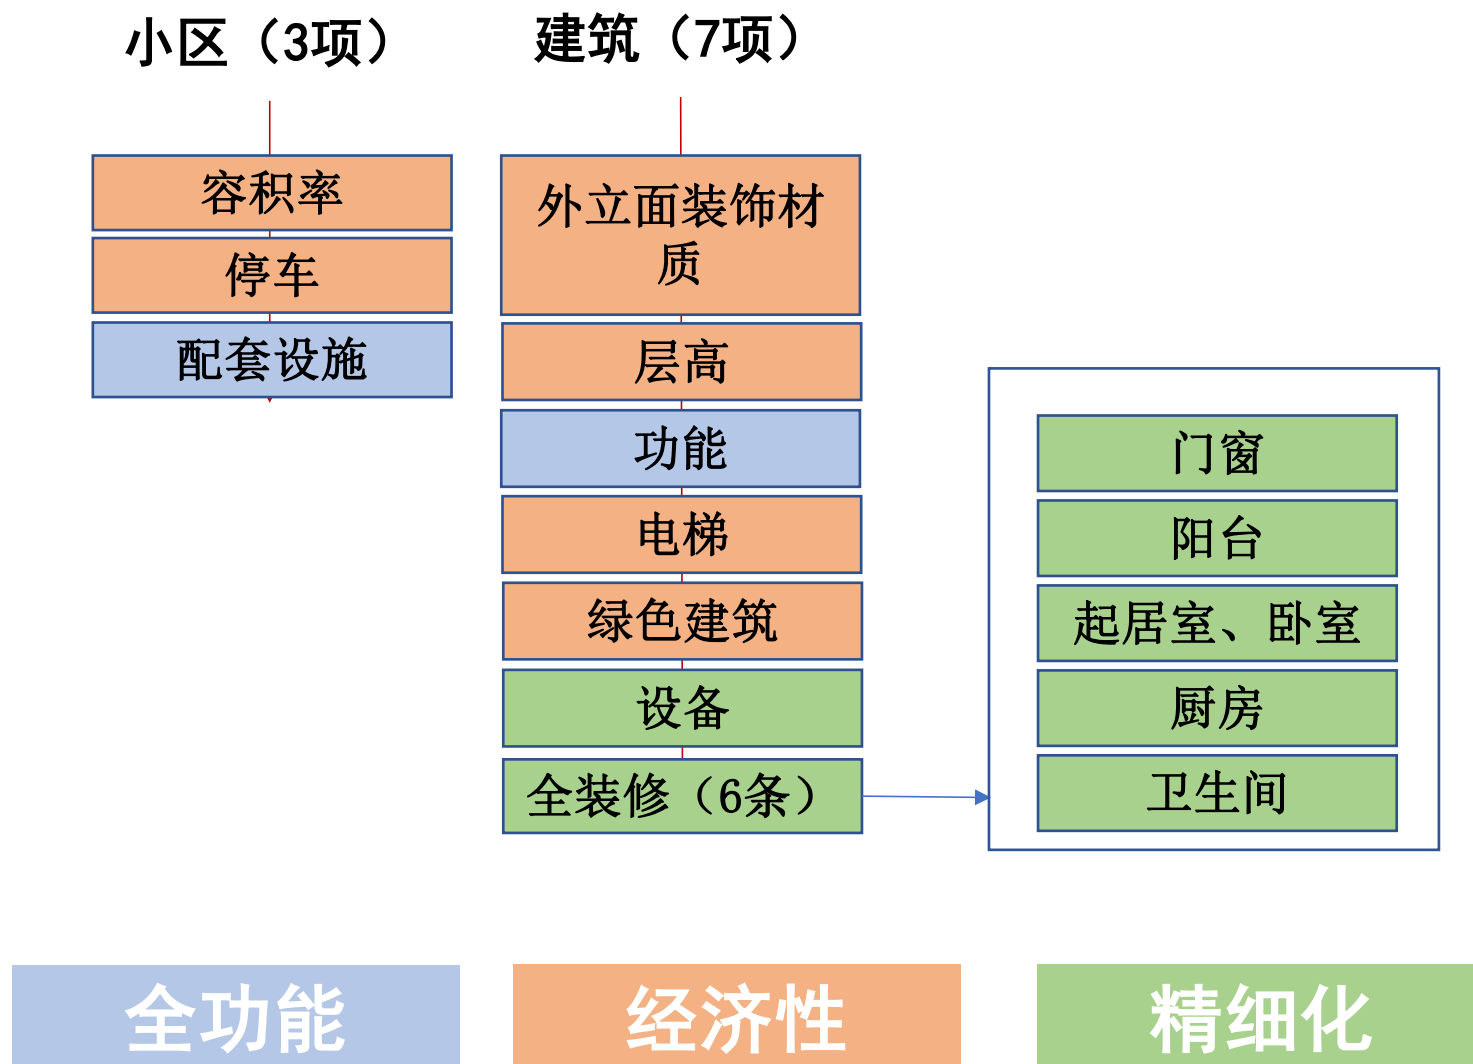 小区（3项）
建筑（7项）
容积率
停车
配套设施
外立面装饰材
质
层高
功能
电梯
绿色建筑
设备
全装修（6条）
门窗
阳台
起居室、卧室
厨房
卫生间
全功能
经济性
精细化